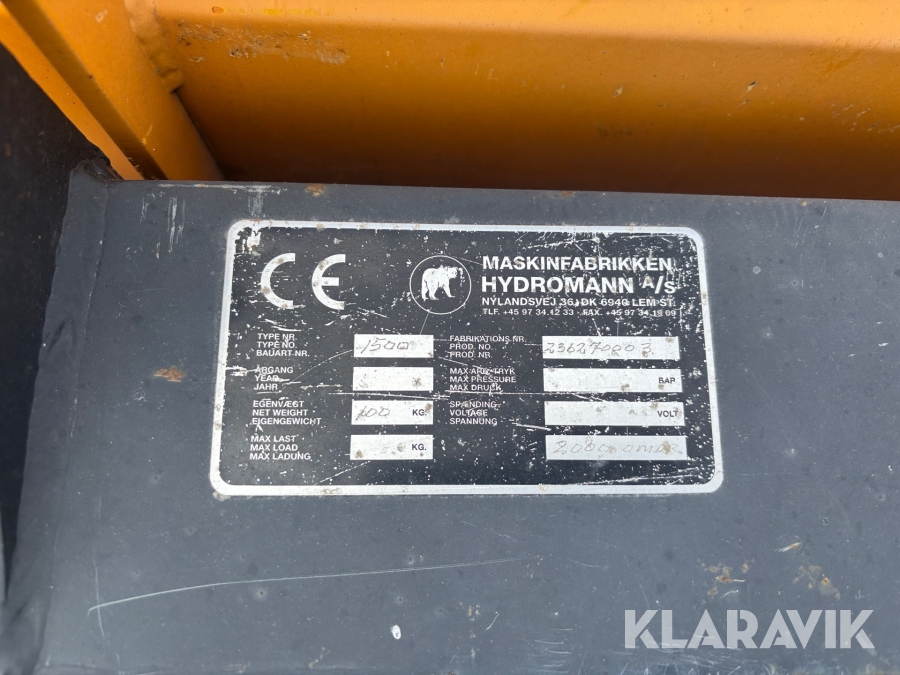 CE
MASKINFABRIKKEN
HYDROMANN A/S
NYLANDSVEJ 36, DK 6940 LEM ST.
TLF. +45 97 34 12 33 FAX. +45 97 34 19 09
TYPE NR.
TYPE NO.
BAUART NR.
1500
FABRIKATIONS NR.
PROD. NO.
PROD. NR.
236270003
ÅRGANG
YEAR
JAHR
MAX ARB. TRYK
MAX PRESSURE
MAX DRUCK
BAR
EGENVÆGT
NET WEIGHT
EIGENGEWICHT
100 KG.
SPÆNDING
VOLTAGE
SPANNUNG
VOLT
MAX LAST
MAX LOAD
MAX LADUNG
KG.
KLARAVIK